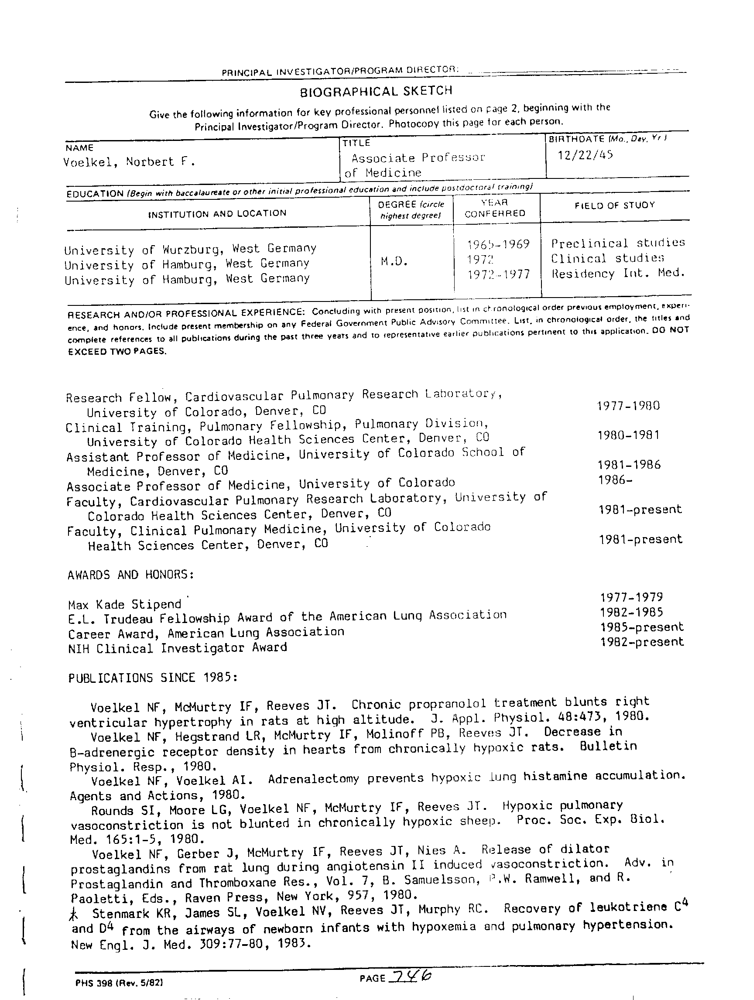 PRINCIPAL INVESTIGATOR/PROGRAM DIRECTOR:
BIOGRAPHICAL SKETCH
Give the following information for key professional personnel listed on page 2, beginning with the
Principal Investigator/Program Director. Photocopy this page for each person.
NAME
Voelkel, Norbert F.
TITLE
Associate Professor
of Medicine
BIRTHDATE (Mo., Day, Yr.)
12/22/45
EDUCATION (Begin with baccalaureate or other initial professional education and include postdoctoral training)
INSTITUTION AND LOCATION
DEGREE (circle
highest degree)
YEAR
CONFERRED
FIELD OF STUDY
University of Wurzburg, West Germany 1965-1969 Preclinical studies
University of Hamburg, West Germany M.D. 1972 Clinical studies
University of Hamburg, West Germany 1972-1977 Residency Int. Med.
RESEARCH AND/OR PROFESSIONAL EXPERIENCE: Concluding with present position, list in chronological order previous employment, experi-
ence, and honors. Include present membership on any Federal Government Public Advisory Committee. List, in chronological order, the titles and
complete references to all publications during the past three years and to representative earlier publications pertinent to this application. DO NOT
EXCEED TWO PAGES.
Research Fellow, Cardiovascular Pulmonary Research Laboratory,
University of Colorado, Denver, CO 1977-1980
Clinical Training, Pulmonary Fellowship, Pulmonary Division,
University of Colorado Health Sciences Center, Denver, CO 1980-1981
Assistant Professor of Medicine, University of Colorado School of
Medicine, Denver, CO 1981-1986
Associate Professor of Medicine, University of Colorado 1986-
Faculty, Cardiovascular Pulmonary Research Laboratory, University of
Colorado Health Sciences Center, Denver, CO 1981-present
Faculty, Clinical Pulmonary Medicine, University of Colorado
Health Sciences Center, Denver, CO 1981-present
AWARDS AND HONORS:
Max Kade Stipend 1977-1979
E.L. Trudeau Fellowship Award of the American Lung Association 1982-1985
Career Award, American Lung Association 1985-present
NIH Clinical Investigator Award 1982-present
PUBLICATIONS SINCE 1985:
Voelkel NF, McMurtry IF, Reeves JT. Chronic propranolol treatment blunts right
ventricular hypertrophy in rats at high altitude. J. Appl. Physiol. 48:473, 1980.
Voelkel NF, Hegstrand LR, McMurtry IF, Molinoff PB, Reeves JT. Decrease in
B-adrenergic receptor density in hearts from chronically hypoxic rats. Bulletin
Physiol. Resp., 1980.
Voelkel NF, Voelkel AI. Adrenalectomy prevents hypoxic lung histamine accumulation.
Agents and Actions, 1980.
Rounds SI, Moore LG, Voelkel NF, McMurtry IF, Reeves JT. Hypoxic pulmonary
vasoconstriction is not blunted in chronically hypoxic sheep. Proc. Soc. Exp. Biol.
Med. 165:1-5, 1980.
Voelkel NF, Gerber J, McMurtry IF, Reeves JT, Nies A. Release of dilator
prostaglandins from rat lung during angiotensin II induced vasoconstriction. Adv. in
Prostaglandin and Thromboxane Res., Vol. 7, B. Samuelsson, P.W. Ramwell, and R.
Paoletti, Eds., Raven Press, New York, 957, 1980.
Stenmark KR, James SL, Voelkel NV, Reeves JT, Murphy RC. Recovery of leukotriene C4
and D4 from the airways of newborn infants with hypoxemia and pulmonary hypertension.
New Engl. J. Med. 309:77-80, 1983.
PHS 398 (Rev. 5/82) PAGE 746